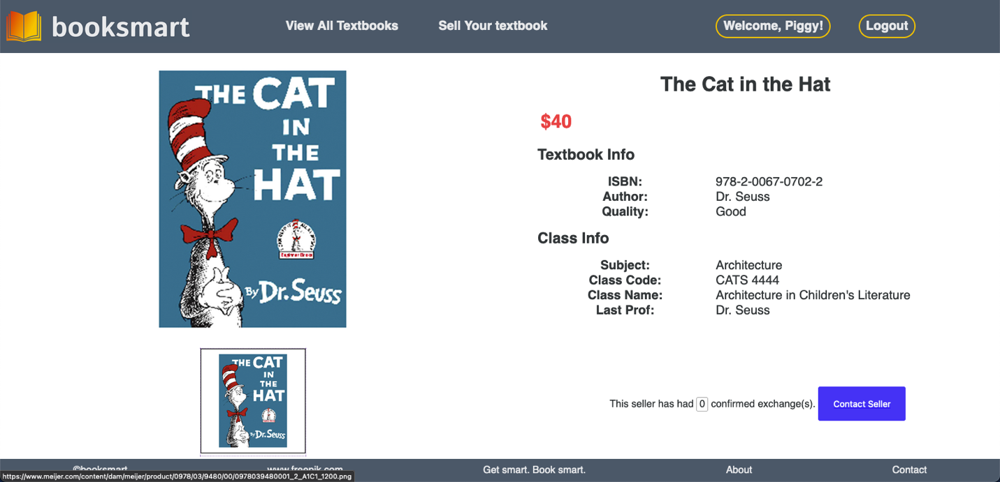 booksmart
View All Textbooks
Sell Your textbook
Welcome, Piggy!
Logout
THE CAT
IN
THE
HAT
By Dr. Seuss
THE CAT
IN
THE
HAT
By Dr. Seuss
The Cat in the Hat
$40
Textbook Info
ISBN: 978-2-0067-0702-2
Author: Dr. Seuss
Quality: Good
Class Info
Subject: Architecture
Class Code: CATS 4444
Class Name: Architecture in Children's Literature
Last Prof: Dr. Seuss
This seller has had 0 confirmed exchange(s).
Contact Seller
©booksmart
www.freepik.com
Get smart. Book smart.
About
Contact
https://www.meijer.com/content/dam/meijer/product/0978/03/9480/00/0978039480001_2_A1C1_1200.png